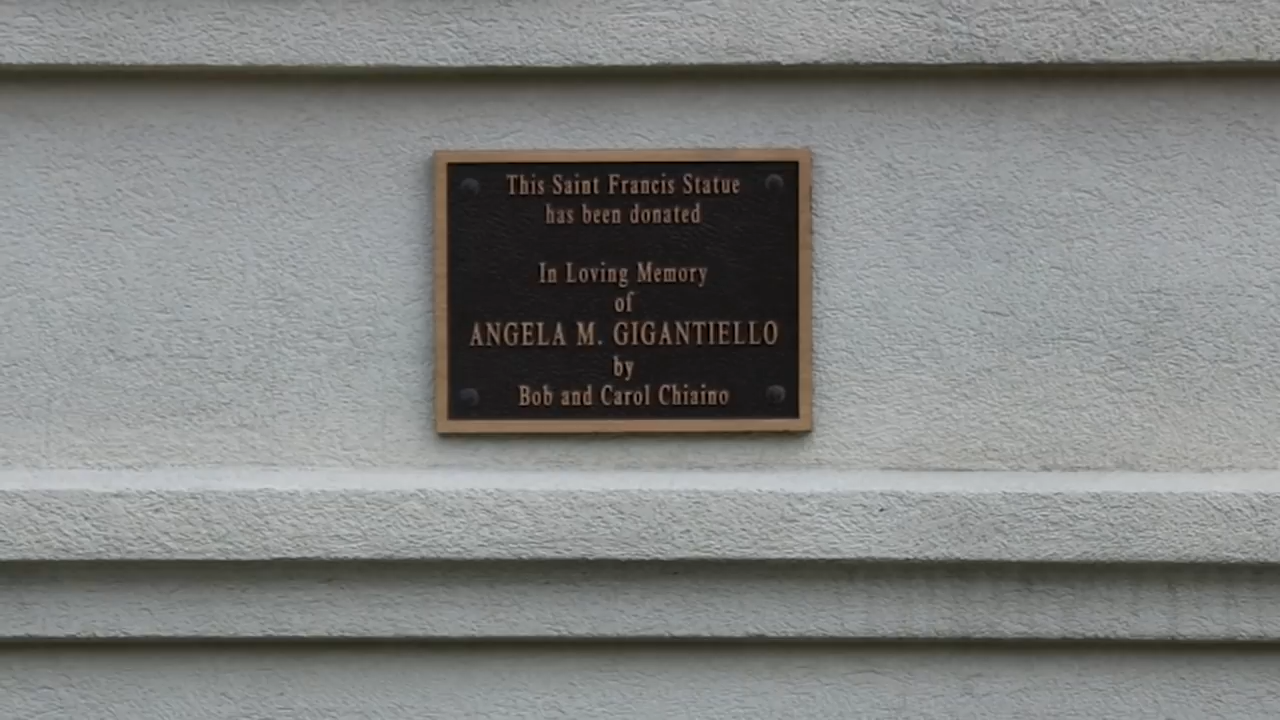 This Saint Francis Statue
has been donated
In Loving Memory
of
ANGELA M. GIGANTIELLO
by
Bob and Carol Chiaino